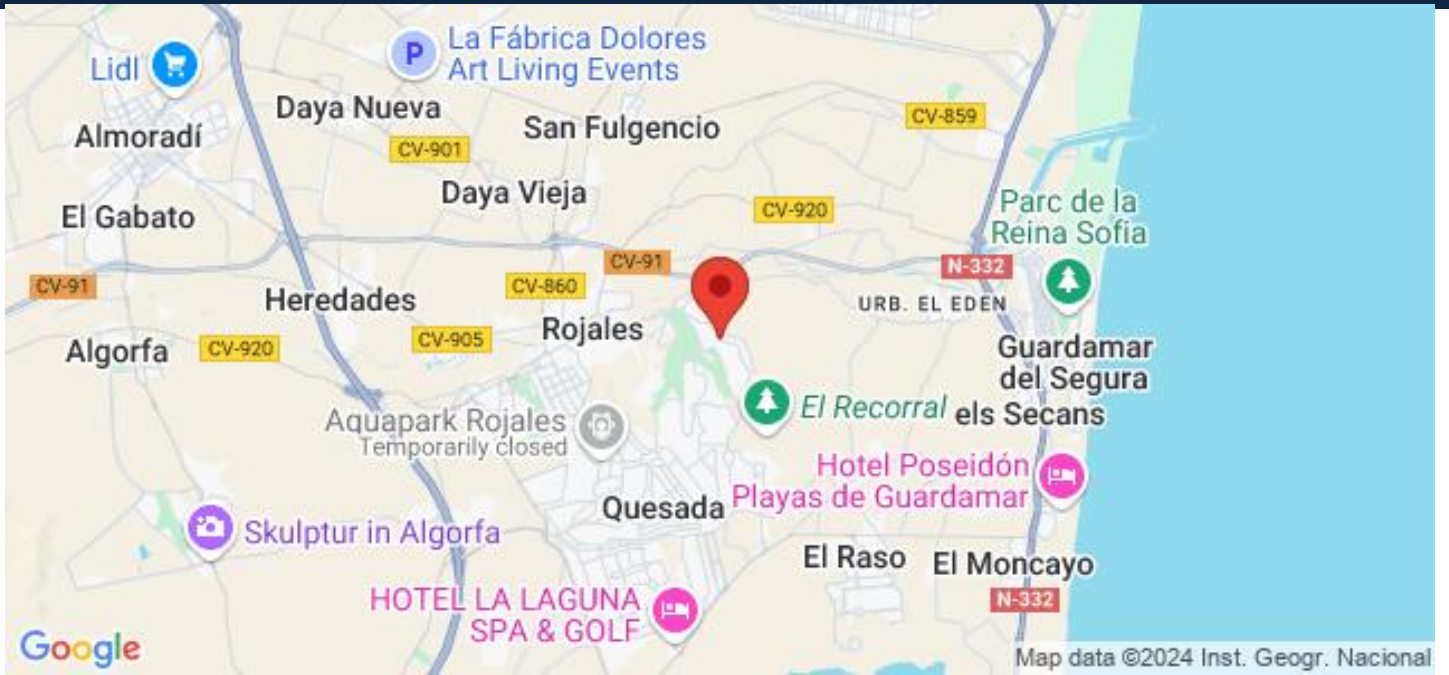 La Fábrica Dolores
Art Living Events
P
Lidl
Daya Nueva
CV-859
Almoradí
San Fulgencio
CV-901
Daya Vieja
El Gabato
CV-920
Parc de la
Reina Sofia
CV-91
N-332
CV-91
CV-860
Heredades
URB. EL EDEN
Rojales
CV-905
CV-920
Algorfa
Guardamar
del Segura
El Recorral
els Secans
Aquapark Rojales
Temporarily closed
Hotel Poseidón
Playas de Guardamar
Quesada
Skulptur in Algorfa
El Raso
El Moncayo
HOTEL LA LAGUNA
SPA & GOLF
N-332
Google
Map data ©2024 Inst. Geogr. Nacional